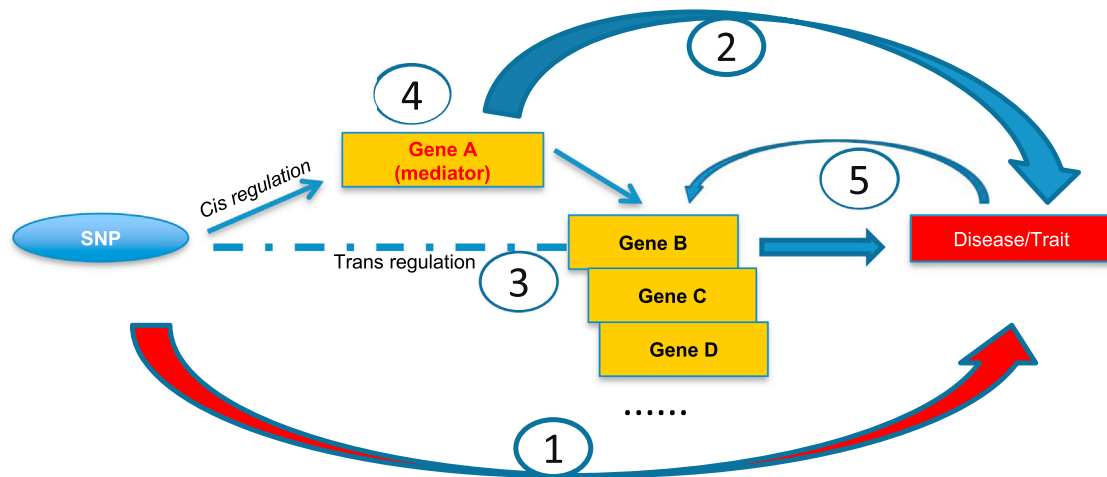 2
4
Gene A
(mediator)
Cis regulation
5
SNP
Gene B
Disease/Trait
Trans regulation
3
Gene C
Gene D
......
1